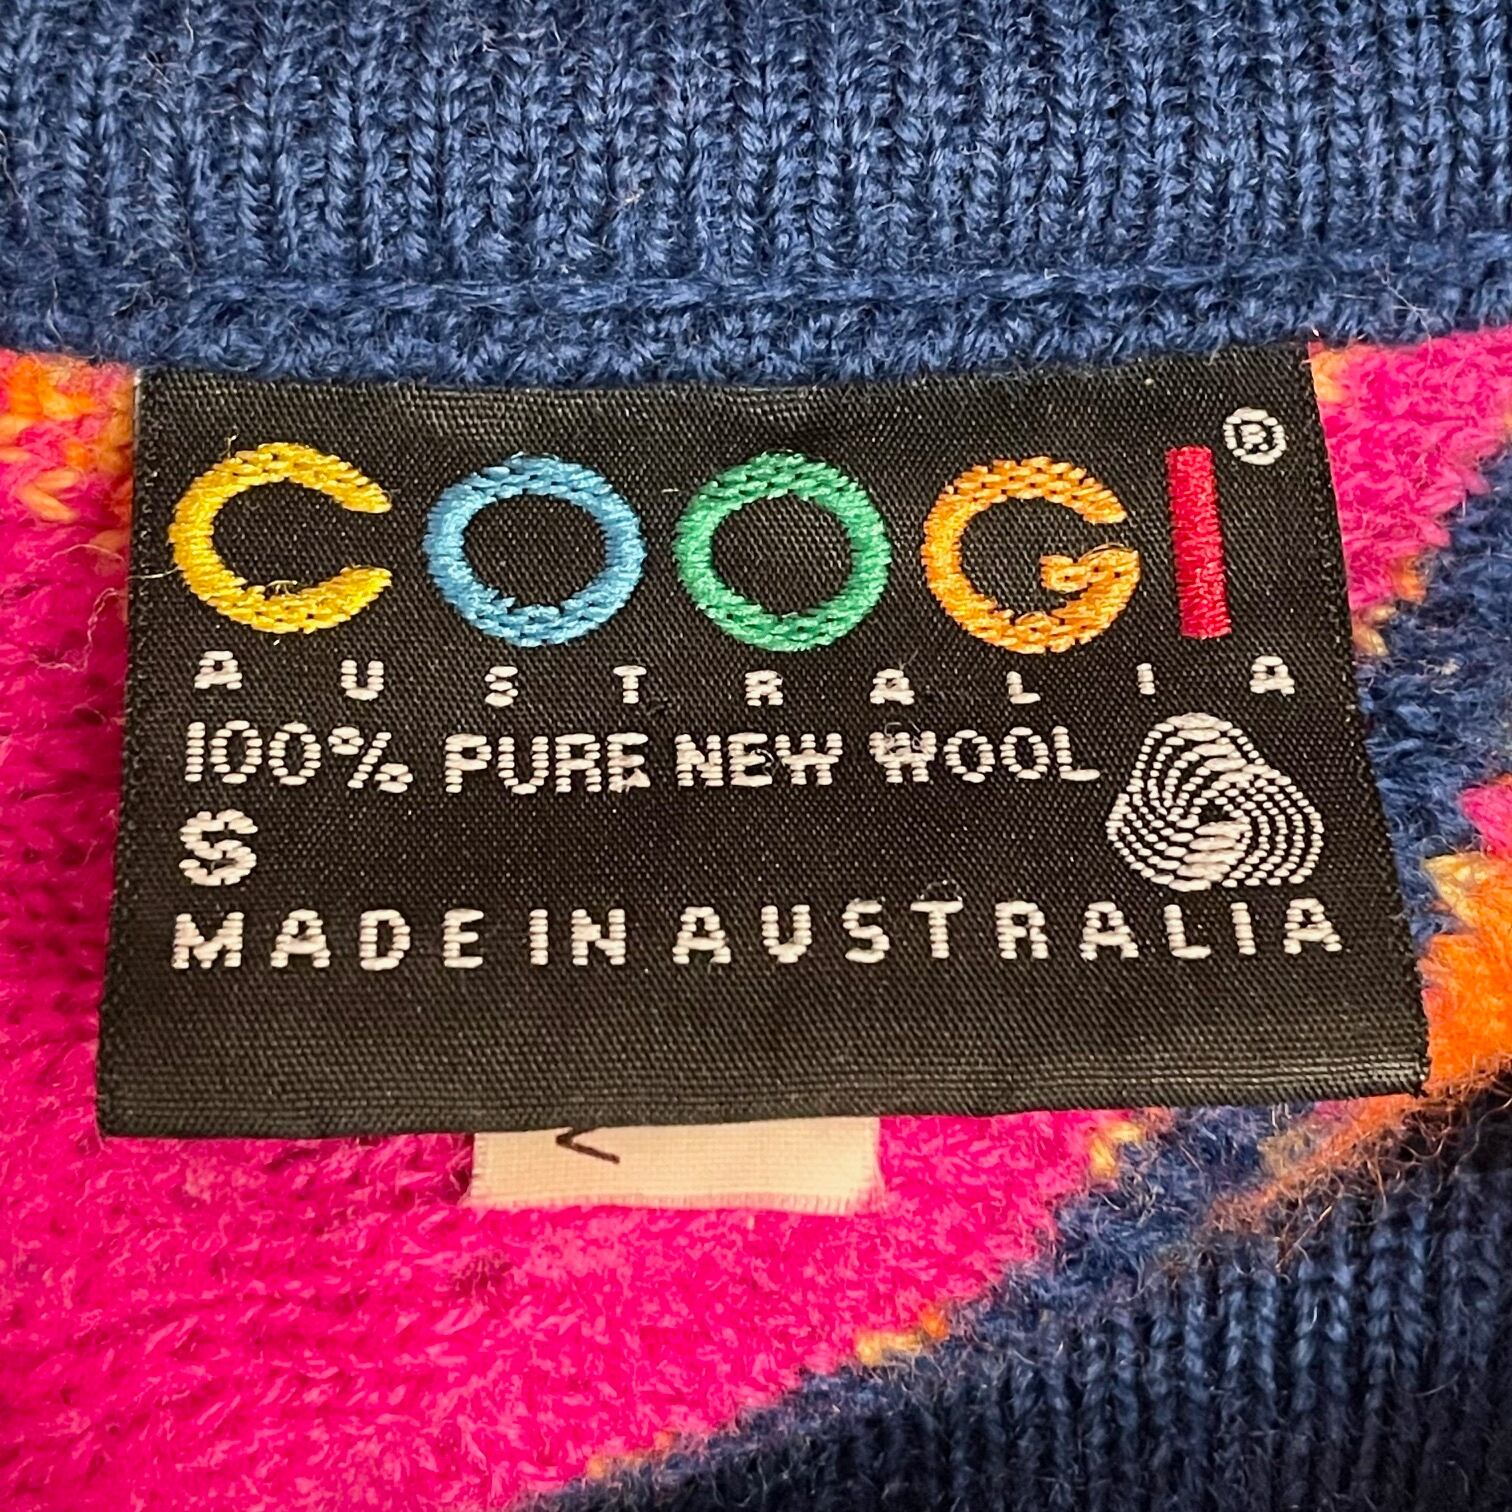 COOGI®
AUSTRALIA
100% PURE NEW WOOL
S
MADE IN AUSTRALIA